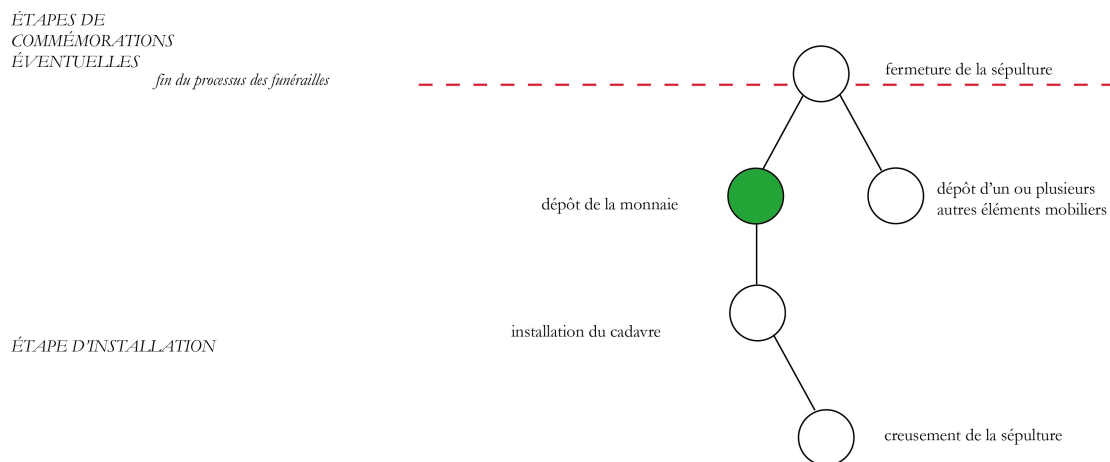 ÉTAPES DE
COMMÉMORATIONS
ÉVENTUELLES
fin du processus des funérailles
fermeture de la sépulture
dépôt de la monnaie
dépôt d'un ou plusieurs
autres éléments mobiliers
installation du cadavre
ÉTAPE D'INSTALLATION
creusement de la sépulture